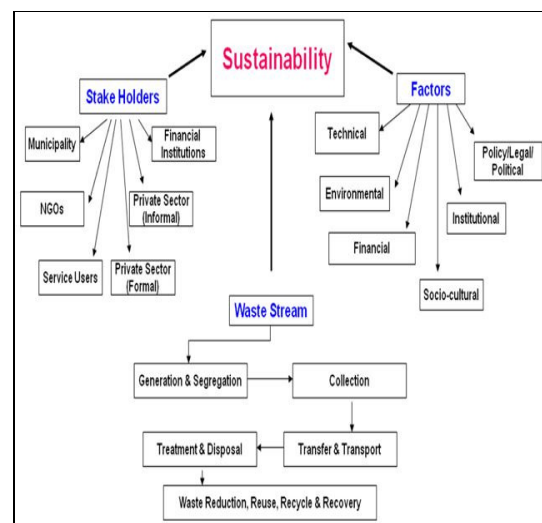 Sustainability
Stake Holders
Factors
Municipality
Financial
Institutions
NGOs
Private Sector
(Informal)
Service Users
Private Sector
(Formal)
Technical
Policy/Legal/
Political
Environmental
Institutional
Financial
Socio-cultural
Waste Stream
Generation & Segregation
Collection
Treatment & Disposal
Transfer & Transport
Waste Reduction, Reuse, Recycle & Recovery